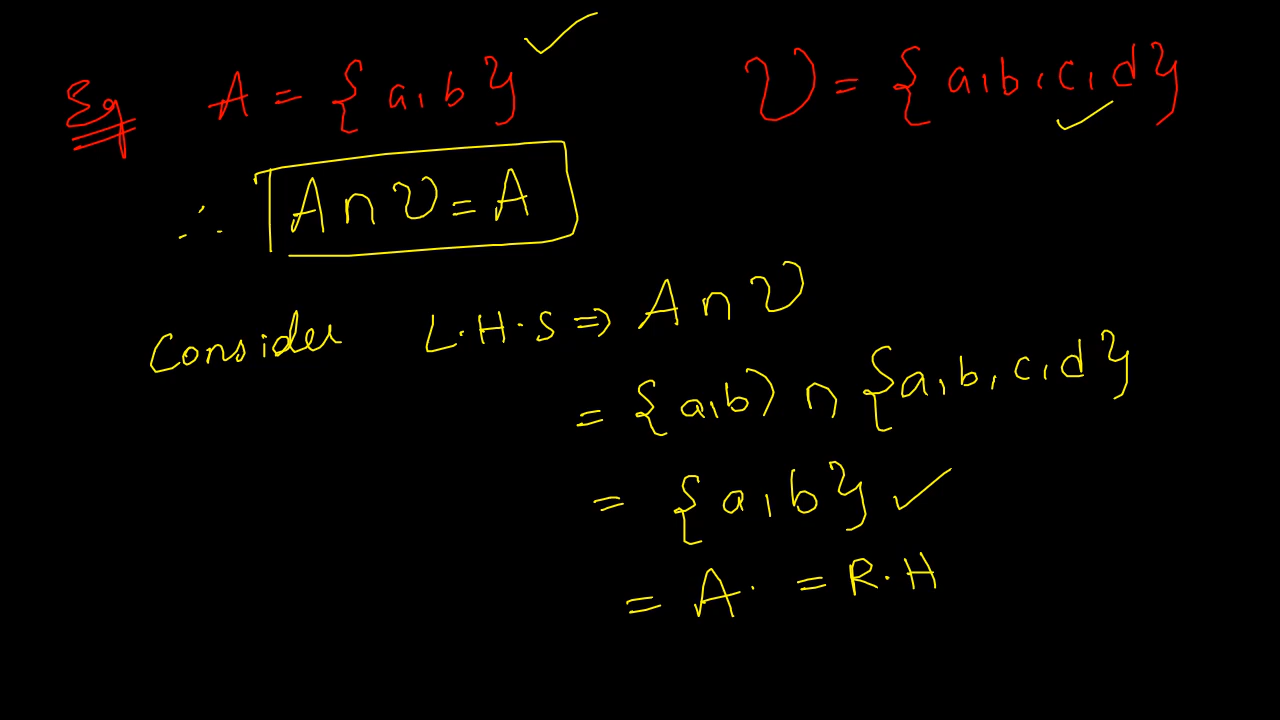 Eg A = {a, b} U = {a, b, c, d}
∴ A ∩ U = A
Consider L.H.S ⇒ A ∩ U
= {a, b) ∩ {a, b, c, d}
= {a, b}
= A. = R.H